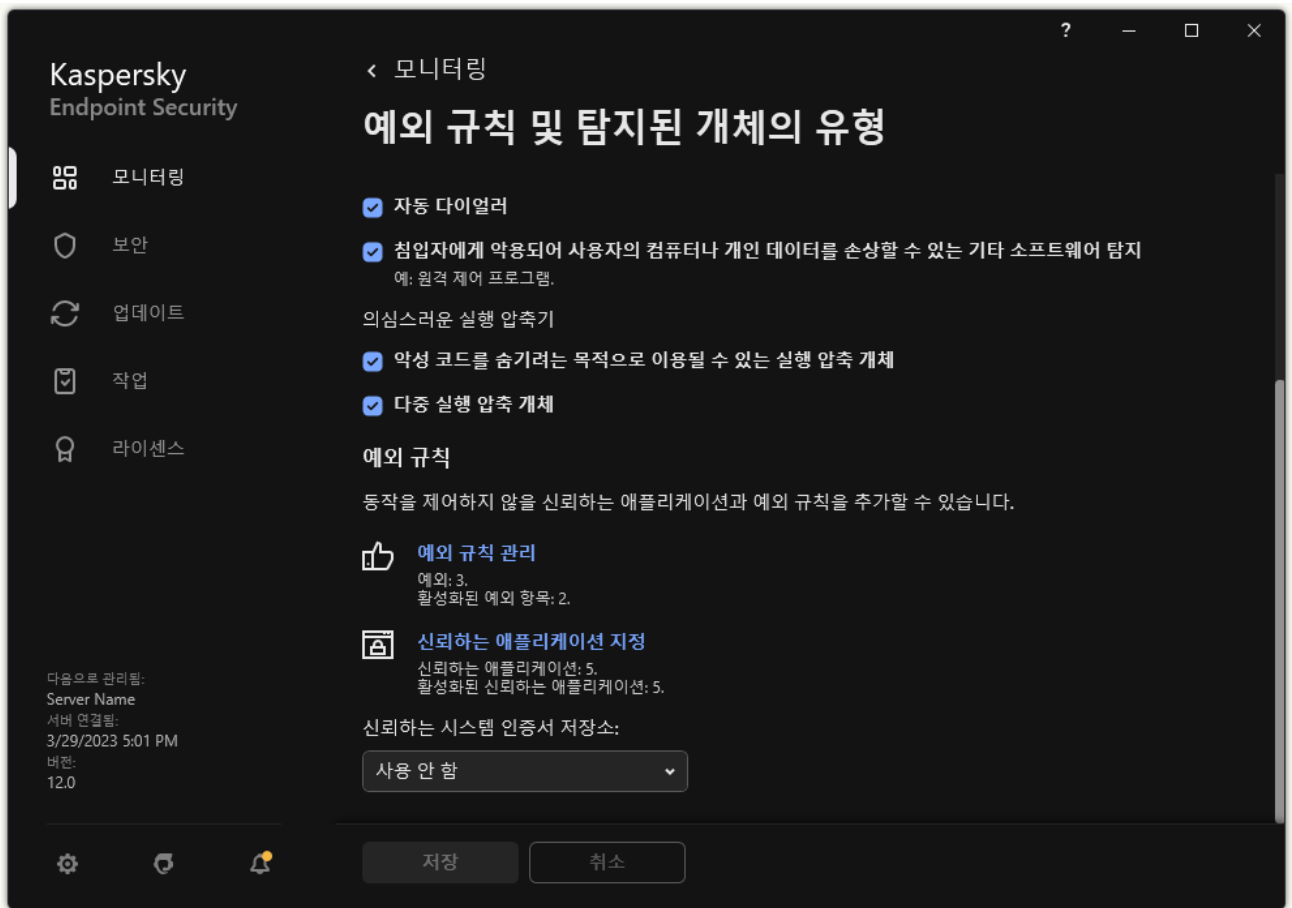 ?
Kaspersky
Endpoint Security
모니터링
보안
업데이트
작업
라이센스
다음으로 관리됨:
Server Name
서버 연결됨:
3/29/2023 5:01 PM
버전:
12.0
모니터링
예외 규칙 및 탐지된 개체의 유형
자동 다이얼러
침입자에게 악용되어 사용자의 컴퓨터나 개인 데이터를 손상할 수 있는 기타 소프트웨어 탐지
예: 원격 제어 프로그램.
의심스러운 실행 압축기
악성 코드를 숨기려는 목적으로 이용될 수 있는 실행 압축 개체
다중 실행 압축 개체
예외 규칙
동작을 제어하지 않을 신뢰하는 애플리케이션과 예외 규칙을 추가할 수 있습니다.
예외 규칙 관리
예외: 3.
활성화된 예외 항목: 2.
신뢰하는 애플리케이션 지정
신뢰하는 애플리케이션: 5.
활성화된 신뢰하는 애플리케이션: 5.
신뢰하는 시스템 인증서 저장소:
사용 안 함
저장
취소